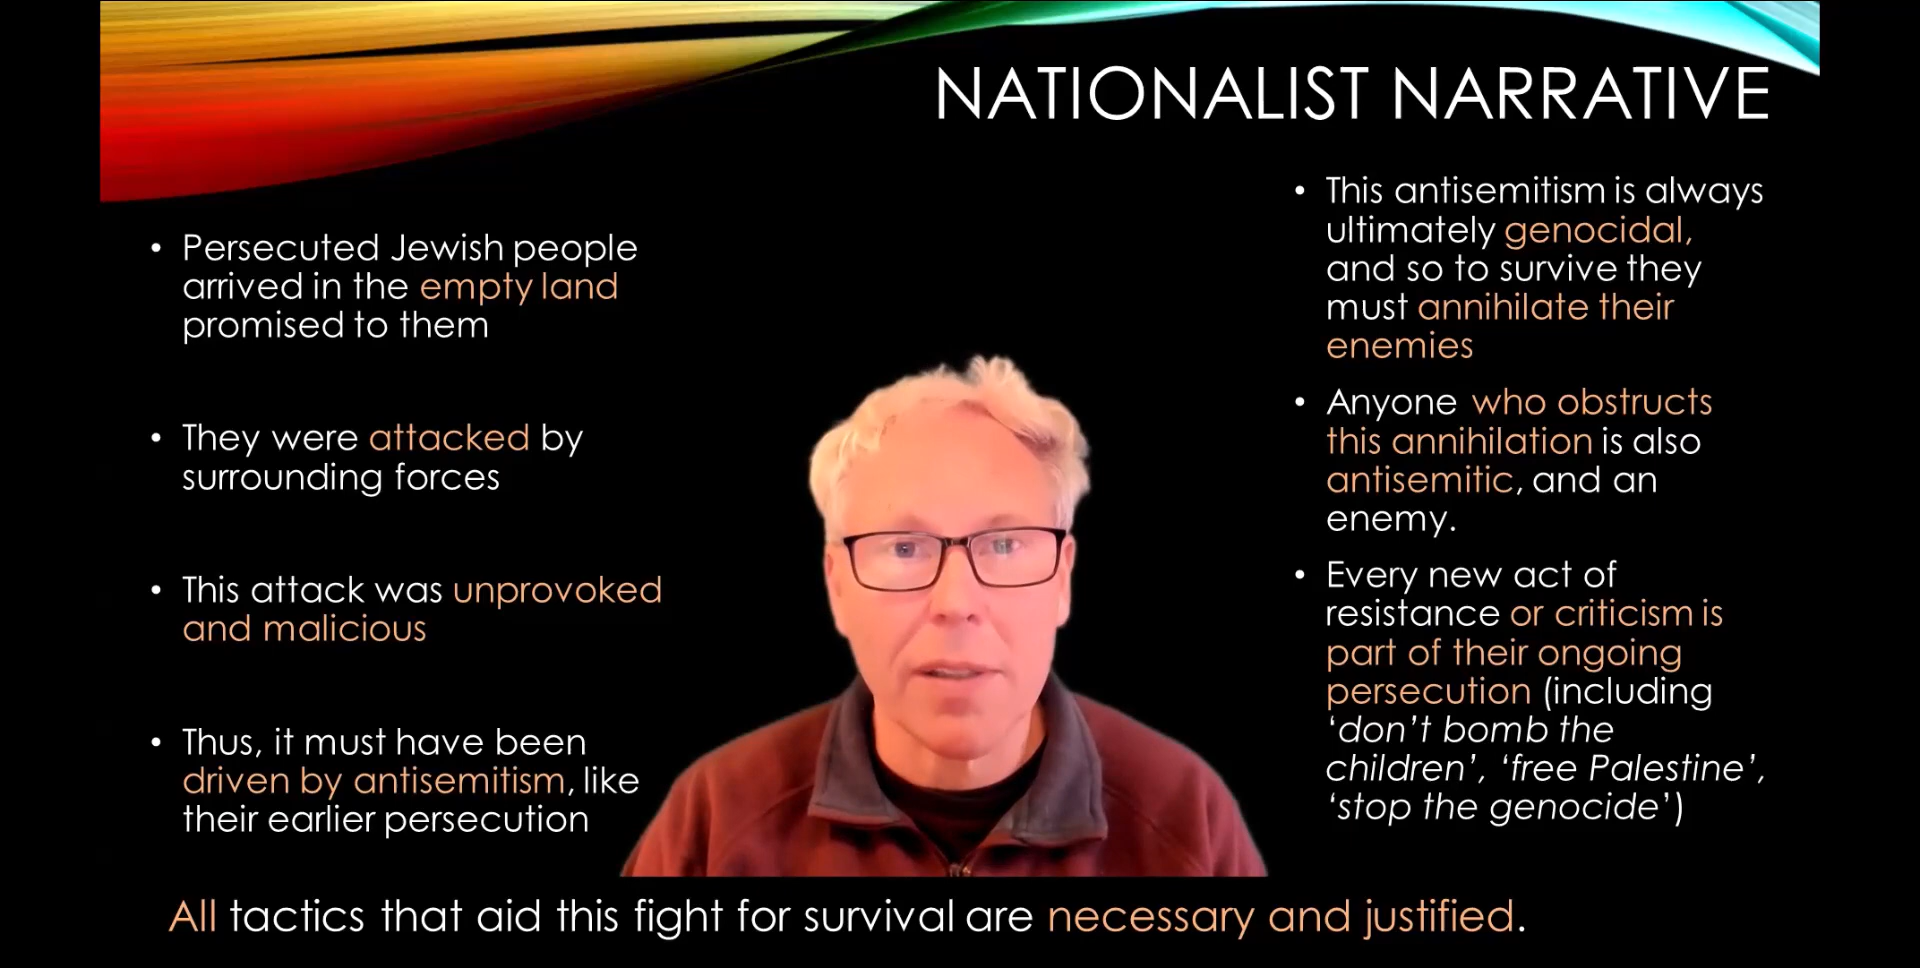 NATIONALIST NARRATIVE
• Persecuted Jewish people
arrived in the empty land
promised to them
• They were attacked by
surrounding forces
• This attack was unprovoked
and malicious
• Thus, it must have been
driven by antisemitism, like
their earlier persecution
• This antisemitism is always
ultimately genocidal,
and so to survive they
must annihilate their
enemies
• Anyone who obstructs
this annihilation is also
antisemitic, and an
enemy.
• Every new act of
resistance or criticism is
part of their ongoing
persecution (including
‘don’t bomb the
children’, ‘free Palestine’,
‘stop the genocide’)
All tactics that aid this fight for survival are necessary and justified.